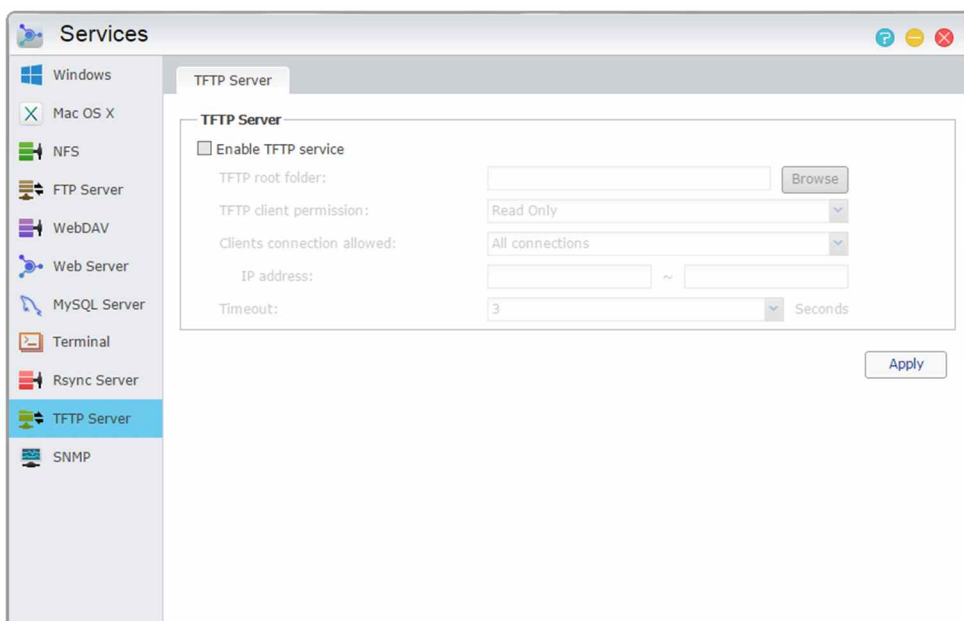 Services
Windows
Mac OS X
NFS
FTP Server
WebDAV
Web Server
MySQL Server
Terminal
Rsync Server
TFTP Server
SNMP
TFTP Server
TFTP Server
Enable TFTP service
TFTP root folder: Browse
TFTP client permission: Read Only
Clients connection allowed: All connections
IP address: ~
Timeout: 3 Seconds
Apply